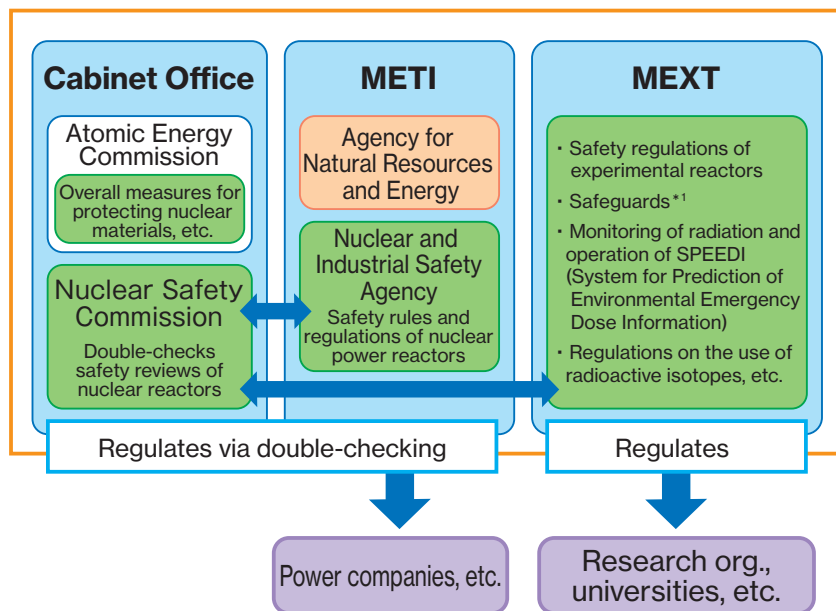 Cabinet Office
Atomic Energy
Commission
Overall measures for
protecting nuclear
materials, etc.
Nuclear Safety
Commission
Double-checks
safety reviews of
nuclear reactors
METI
Agency for
Natural Resources
and Energy
Nuclear and
Industrial Safety
Agency
Safety rules and
regulations of nuclear
power reactors
MEXT
・Safety regulations of
experimental reactors
・Safeguards*1
・Monitoring of radiation and
operation of SPEEDI
(System for Prediction of
Environmental Emergency
Dose Information)
・Regulations on the use of
radioactive isotopes, etc.
Regulates via double-checking
Regulates
Power companies, etc.
Research org.,
universities, etc.